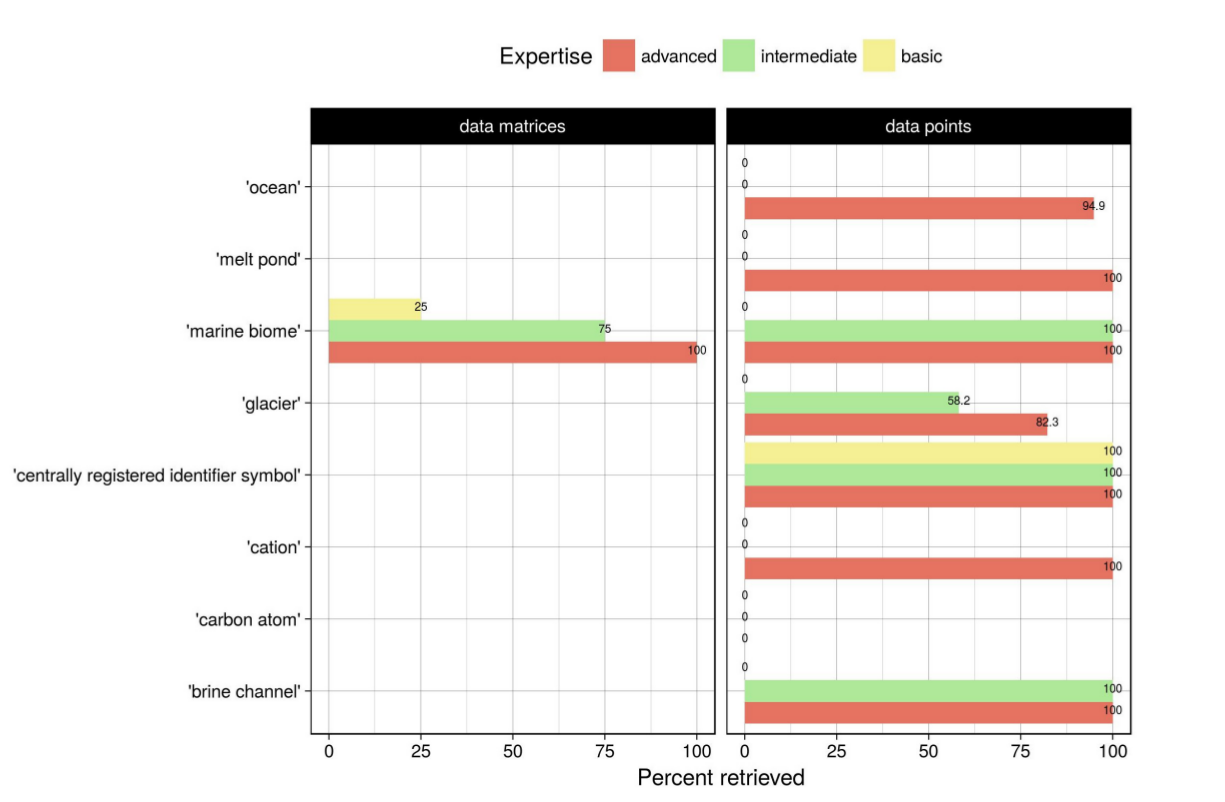 Expertise advanced intermediate basic
data matrices data points
0
'ocean' 0
94.9
0
'melt pond' 0
100
25 0
'marine biome' 75 100
100 100
0
'glacier' 58.2
82.3
100
'centrally registered identifier symbol' 100
100
0
'cation' 0
100
0
'carbon atom' 0
0
0
'brine channel' 100
100
0 25 50 75 100 0 25 50 75 100
Percent retrieved